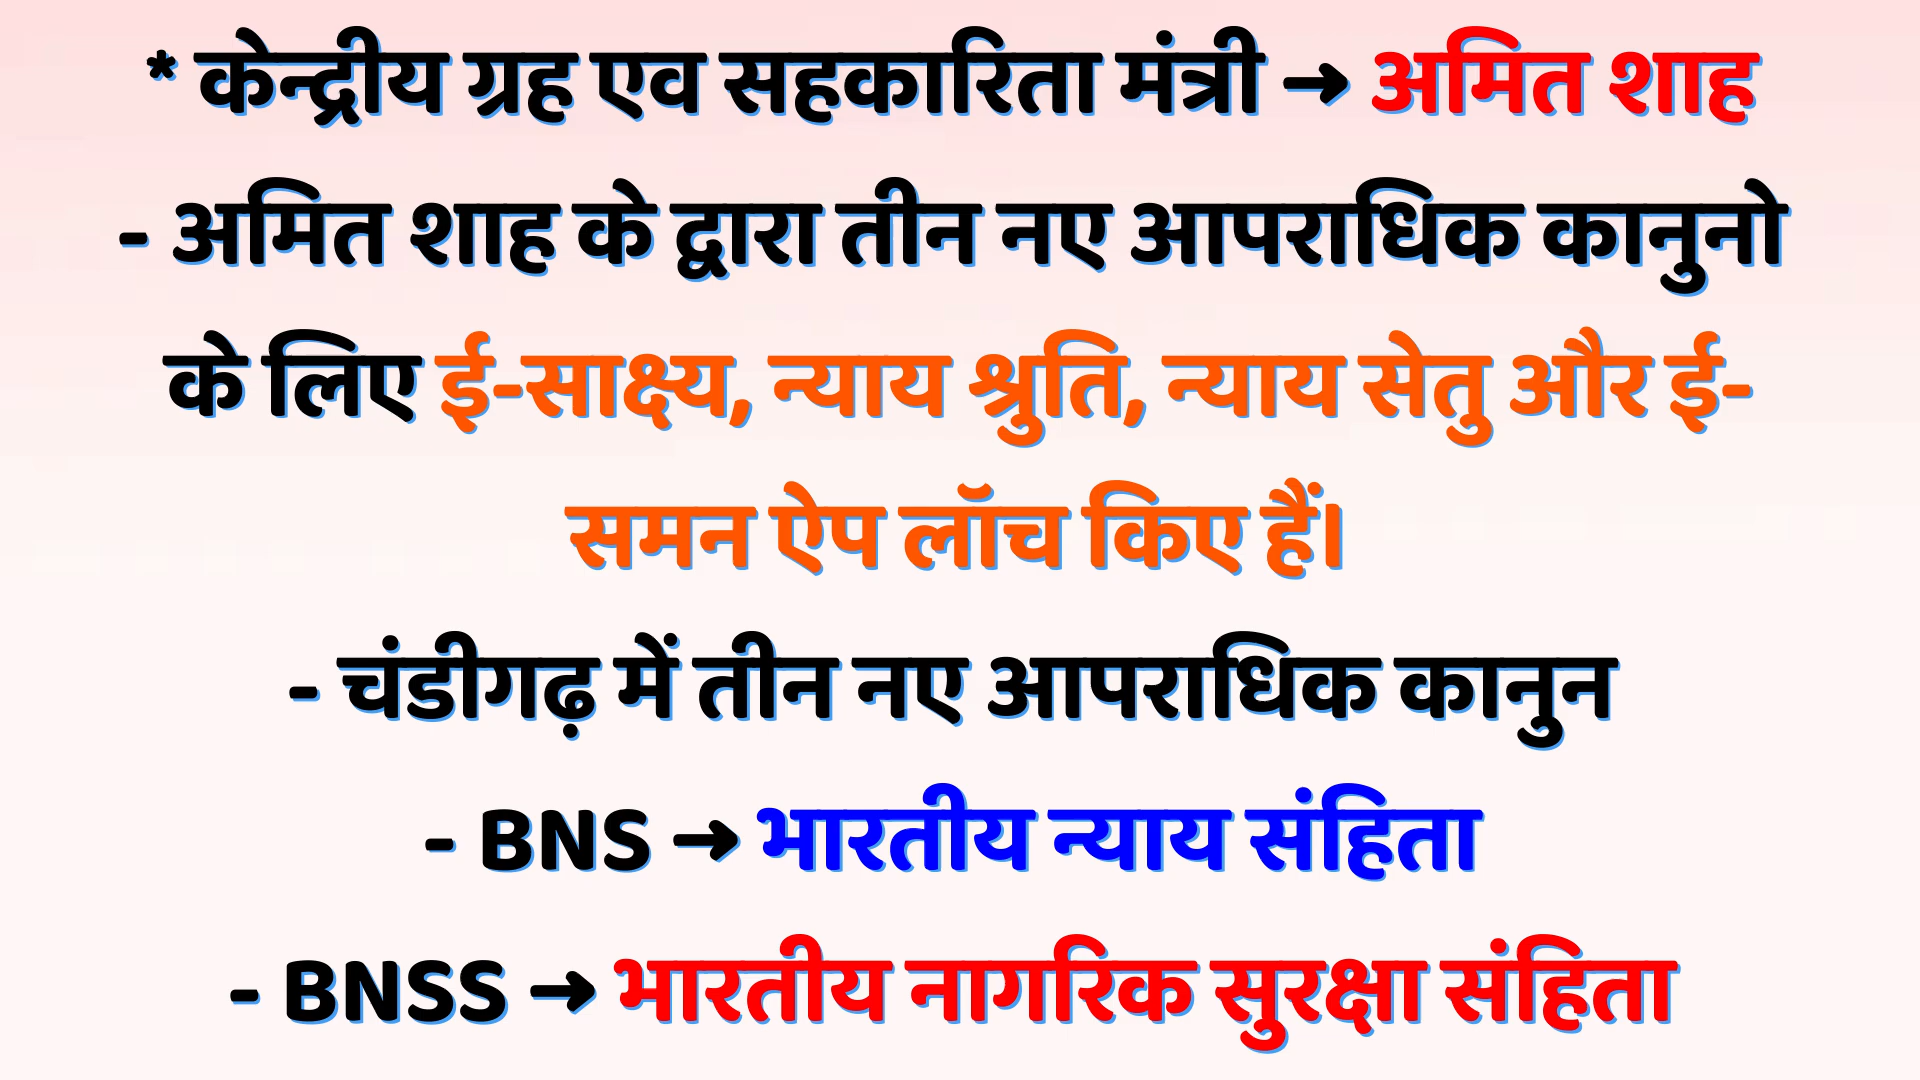 * केन्द्रीय ग्रह एव सहकारिता मंत्री → अमित शाह
- अमित शाह के द्वारा तीन नए आपराधिक कानुनो
के लिए ई-साक्ष्य, न्याय श्रुति, न्याय सेतु और ई-
समन ऐप लॉच किए हैं।
- चंडीगढ़ में तीन नए आपराधिक कानुन
- BNS → भारतीय न्याय संहिता
- BNSS → भारतीय नागरिक सुरक्षा संहिता